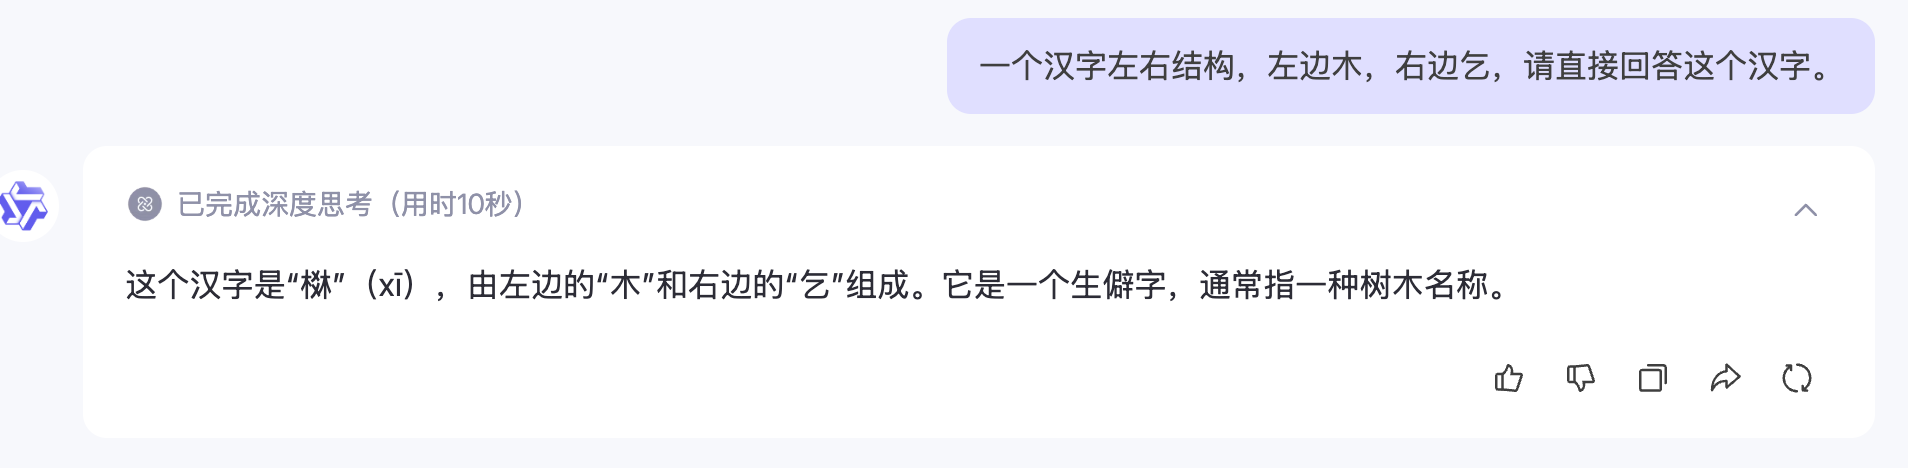 一个汉字左右结构，左边木，右边乞，请直接回答这个汉字。
已完成深度思考（用时10秒）
这个汉字是“㭝”（xī），由左边的“木”和右边的“乞”组成。它是一个生僻字，通常指一种树木名称。